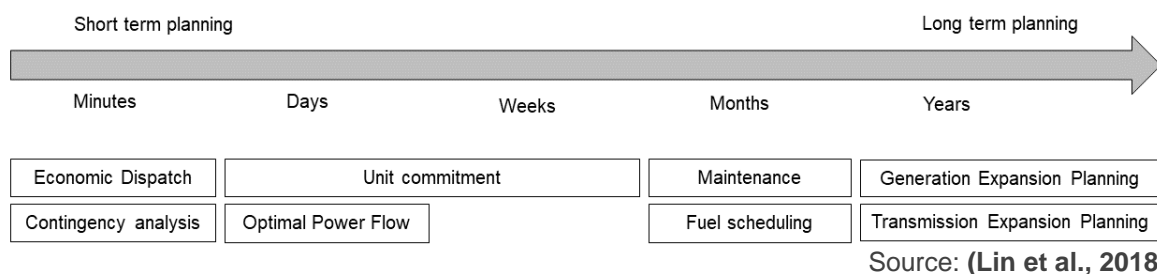 Short term planning Long term planning
Minutes Days Weeks Months Years
Economic Dispatch Unit commitment Maintenance Generation Expansion Planning
Contingency analysis Optimal Power Flow Fuel scheduling Transmission Expansion Planning
Source: (Lin et al., 2018